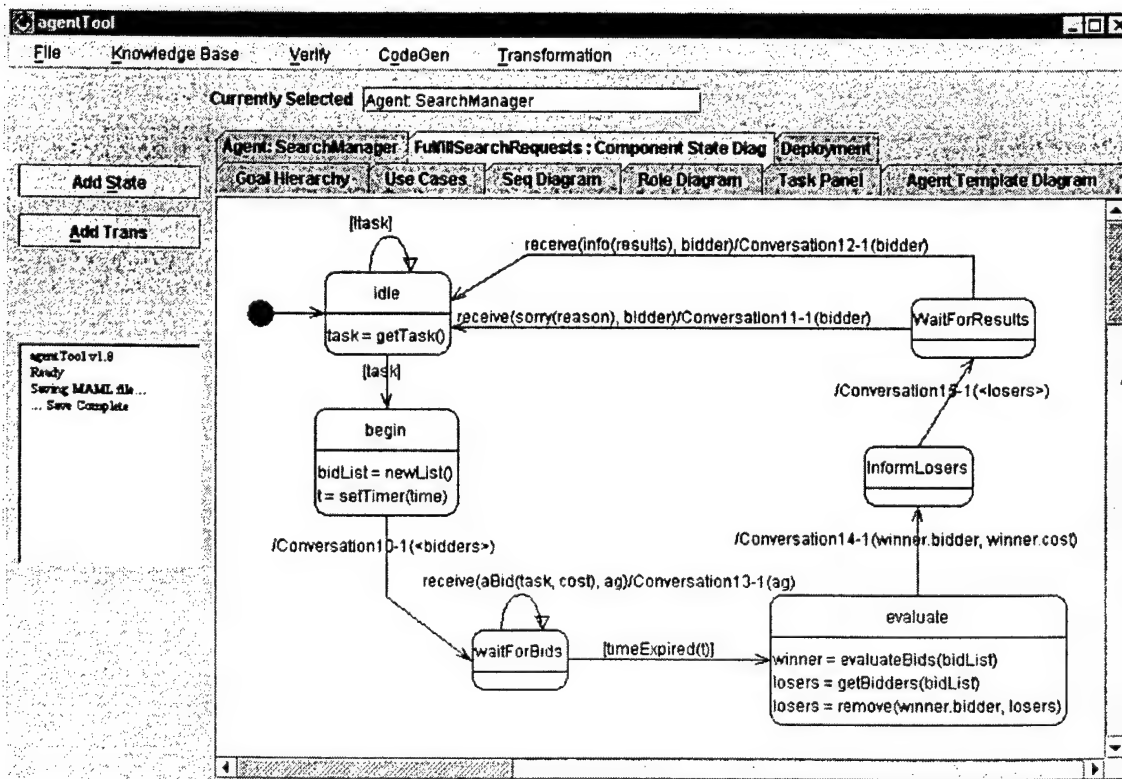 agentTool
File Knowledge Base Verify CodeGen Transformation
Currently Selected Agent: SearchManager
Agent: SearchManager FulfillSearchRequests : Component State Diag Deployment
Goal Hierarchy Use Cases Seq Diagram Role Diagram Task Panel Agent Template Diagram
Add State
Add Trans
agentTool v1.8
Ready
Saving MAML file...
... Save Complete
[!task]
receive(info(results), bidder)/Conversation12-1(bidder)
idle
task = getTask()
receive(sorry(reason), bidder)/Conversation11-1(bidder)
WaitForResults
[task]
/Conversation15-1(<losers>)
begin
bidList = newList()
t = setTimer(time)
InformLosers
/Conversation10-1(<bidders>)
/Conversation14-1(winner.bidder, winner.cost)
receive(aBid(task, cost), ag)/Conversation13-1(ag)
waitForBids
[timeExpired(t)]
evaluate
winner = evaluateBids(bidList)
losers = getBidders(bidList)
losers = remove(winner.bidder, losers)